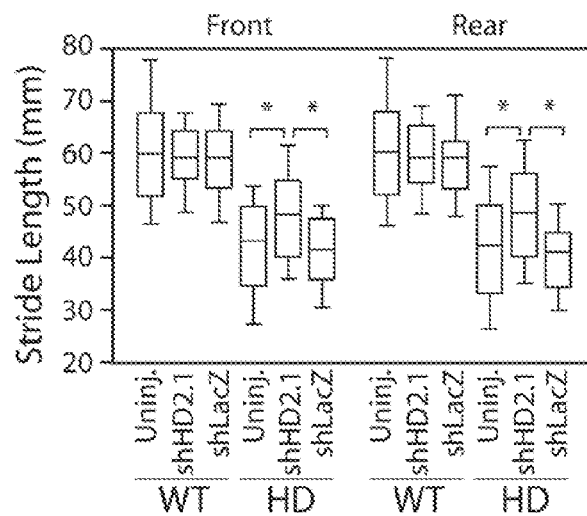 Front Rear
Stride Length (mm)
80
70
60
50
40
30
20
* * * *
Uninj. shHD2.1 shLacZ Uninj. shHD2.1 shLacZ Uninj. shHD2.1 shLacZ Uninj. shHD2.1 shLacZ
WT HD WT HD